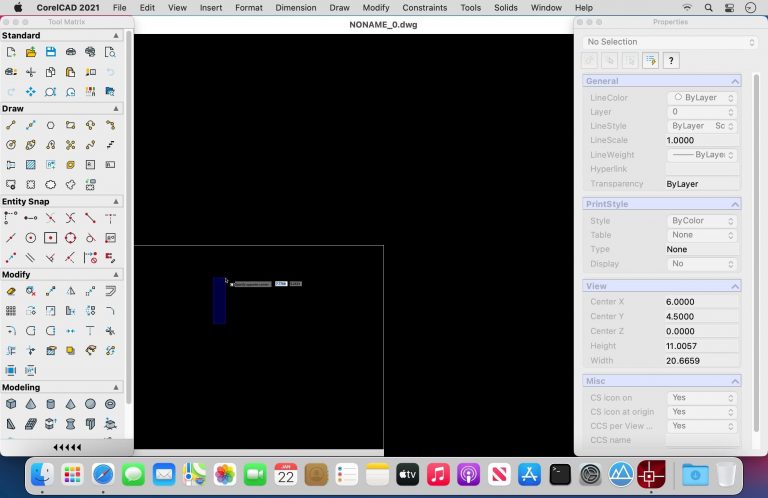 CorelCAD 2021 File Edit View Insert Format Dimension Draw Modify Constraints Tools Solids Window Help
Tool Matrix
NONAME_0.dwg
Properties
Standard
No Selection
?
General
LineColor ByLayer
Layer 0
LineStyle ByLayer Sc
LineScale 1.0000
LineWeight ByLayer
Hyperlink
Transparency ByLayer
Draw
Entity Snap
PrintStyle
Style ByColor
Table None
Type None
Display No
Modify
View
Center X 6.0000
Center Y 4.5000
Center Z 0.0000
Height 11.0057
Width 20.6659
Modeling
Misc
CS icon on Yes
CS icon at origin Yes
CCS per View ... Yes
CCS name
JAN
22
tv